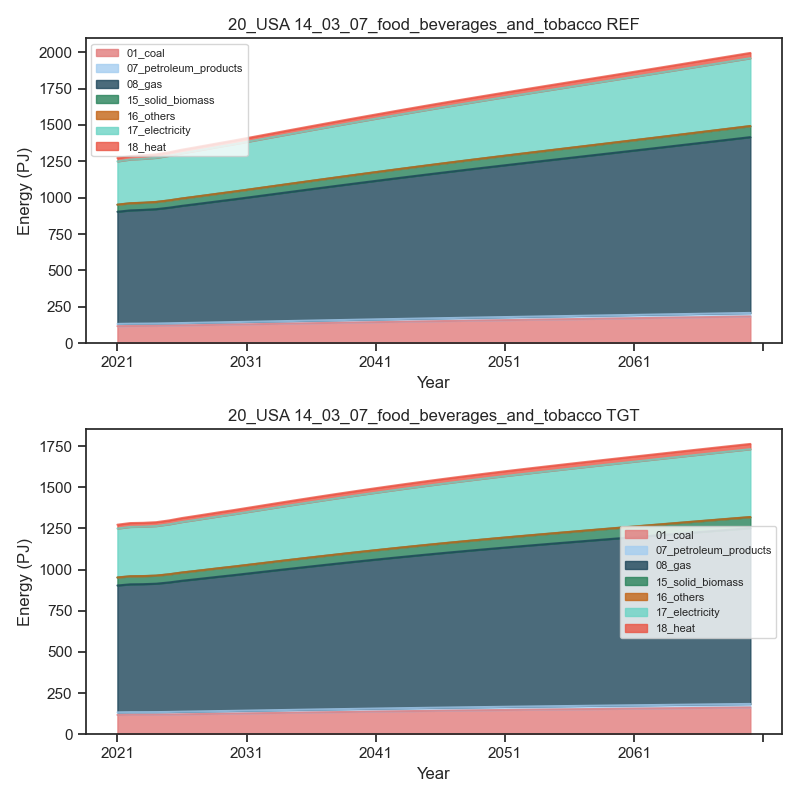 20_USA 14_03_07_food_beverages_and_tobacco REF
2000
1750
1500
1250
1000
750
500
250
0
Energy (PJ)
01_coal
07_petroleum_products
08_gas
15_solid_biomass
16_others
17_electricity
18_heat
2021
2031
2041
2051
2061
Year
20_USA 14_03_07_food_beverages_and_tobacco TGT
1750
1500
1250
1000
750
500
250
0
Energy (PJ)
01_coal
07_petroleum_products
08_gas
15_solid_biomass
16_others
17_electricity
18_heat
2021
2031
2041
2051
2061
Year